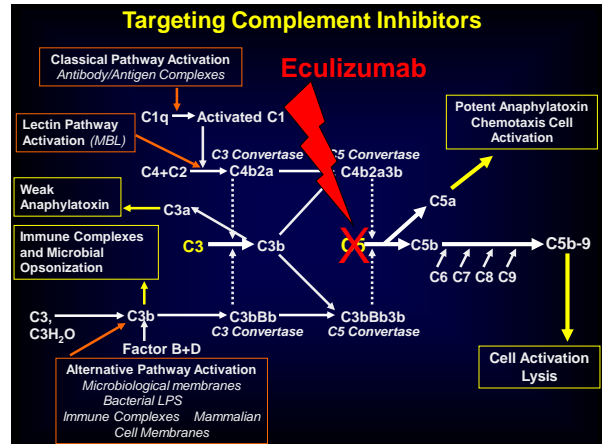 Targeting Complement Inhibitors
Classical Pathway Activation
Antibody/Antigen Complexes
Eculizumab
C1q
Activated C1
Potent Anaphylatoxin
Chemotaxis Cell
Activation
Lectin Pathway
Activation (MBL)
C3 Convertase
C5 Convertase
C4+C2
C4b2a
C4b2a3b
Weak
Anaphylatoxin
C3a
C5a
Immune Complexes
and Microbial
Opsonization
C3
C3b
C5
C5b
C5b-9
C6
C7
C8
C9
C3,
C3H2O
C3b
C3bBb
C3bBb3b
C3 Convertase
C5 Convertase
Factor B+D
Alternative Pathway Activation
Microbiological membranes
Bacterial LPS
Immune Complexes Mammalian
Cell Membranes
Cell Activation
Lysis